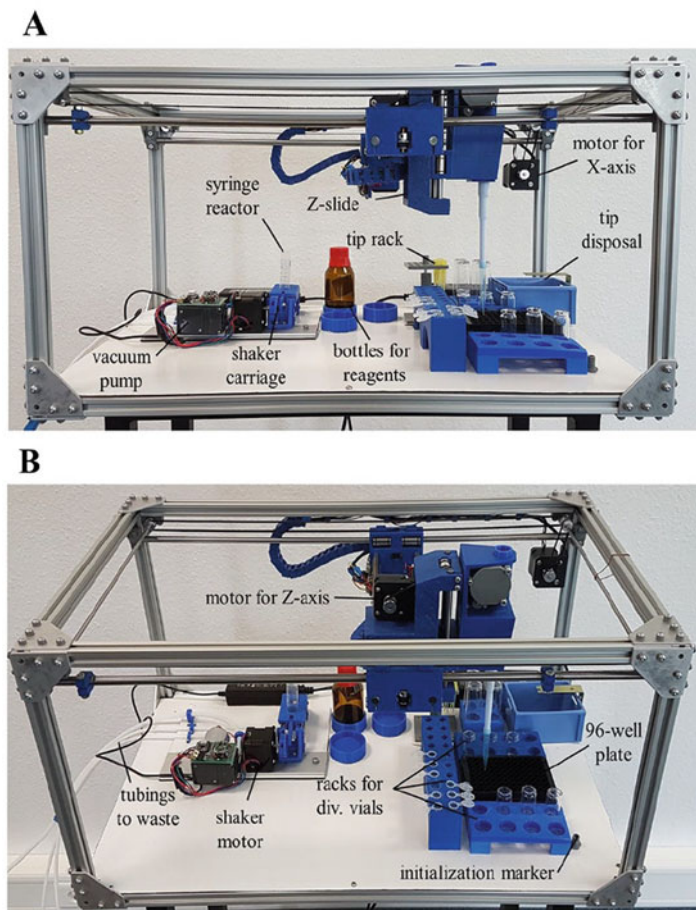 A
motor for
X-axis
syringe
reactor
Z-slide
tip rack
tip
disposal
vacuum
pump
shaker
carriage
bottles for
reagents
B
motor for Z-axis
96-well
plate
tubings
to waste
shaker
motor
racks for
div. vials
initialization marker